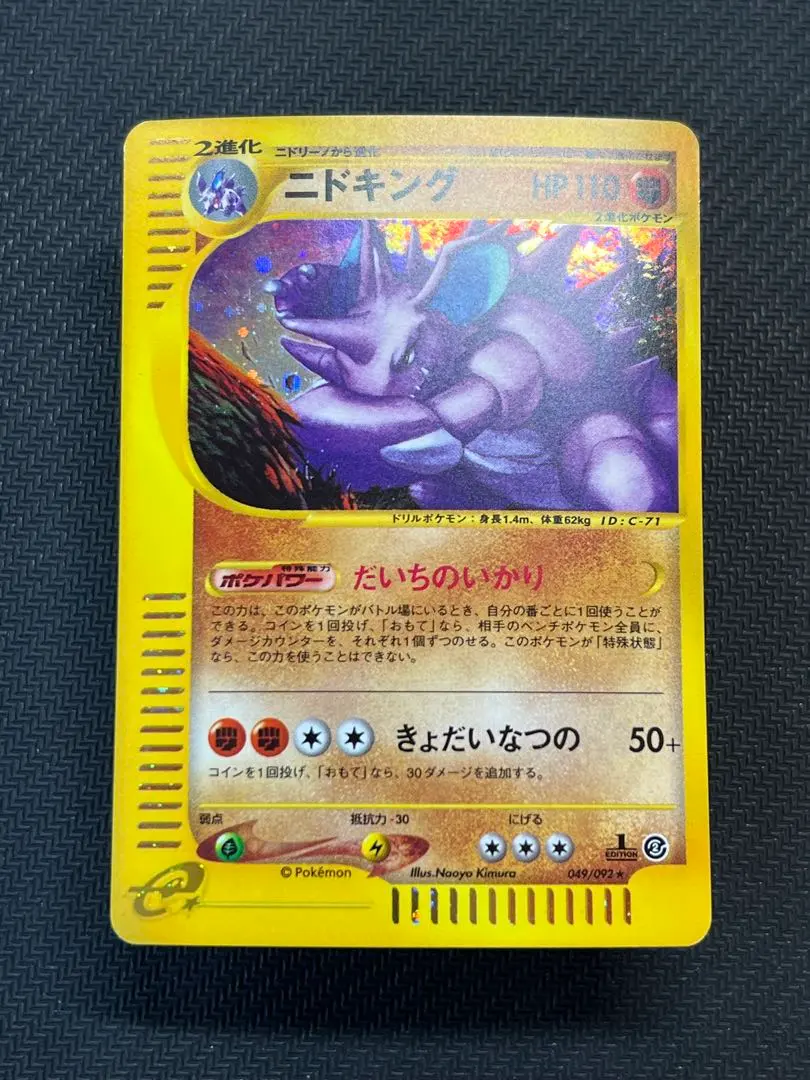 2進化
ニドリーノから進化
ニドキング HP 110
2進化ポケモン
ドリルポケモン：身長1.4m、体重62kg ID：C-71
特殊能力
ポケパワー だいちのいかり
この力は、このポケモンがバトル場にいるとき、自分の番ごとに1回使うことが
できる。コインを1回投げ、「おもて」なら、相手のベンチポケモン全員に、
ダメージカウンターを、それぞれ1個ずつのせる。このポケモンが「特殊状態」
なら、この力を使うことはできない。
きょだいなつの 50+
コインを1回投げ、「おもて」なら、30ダメージを追加する。
弱点 抵抗力 -30 にげる
1
EDITION
© Pokémon Illus. Naoyo Kimura 049/092 ★
e